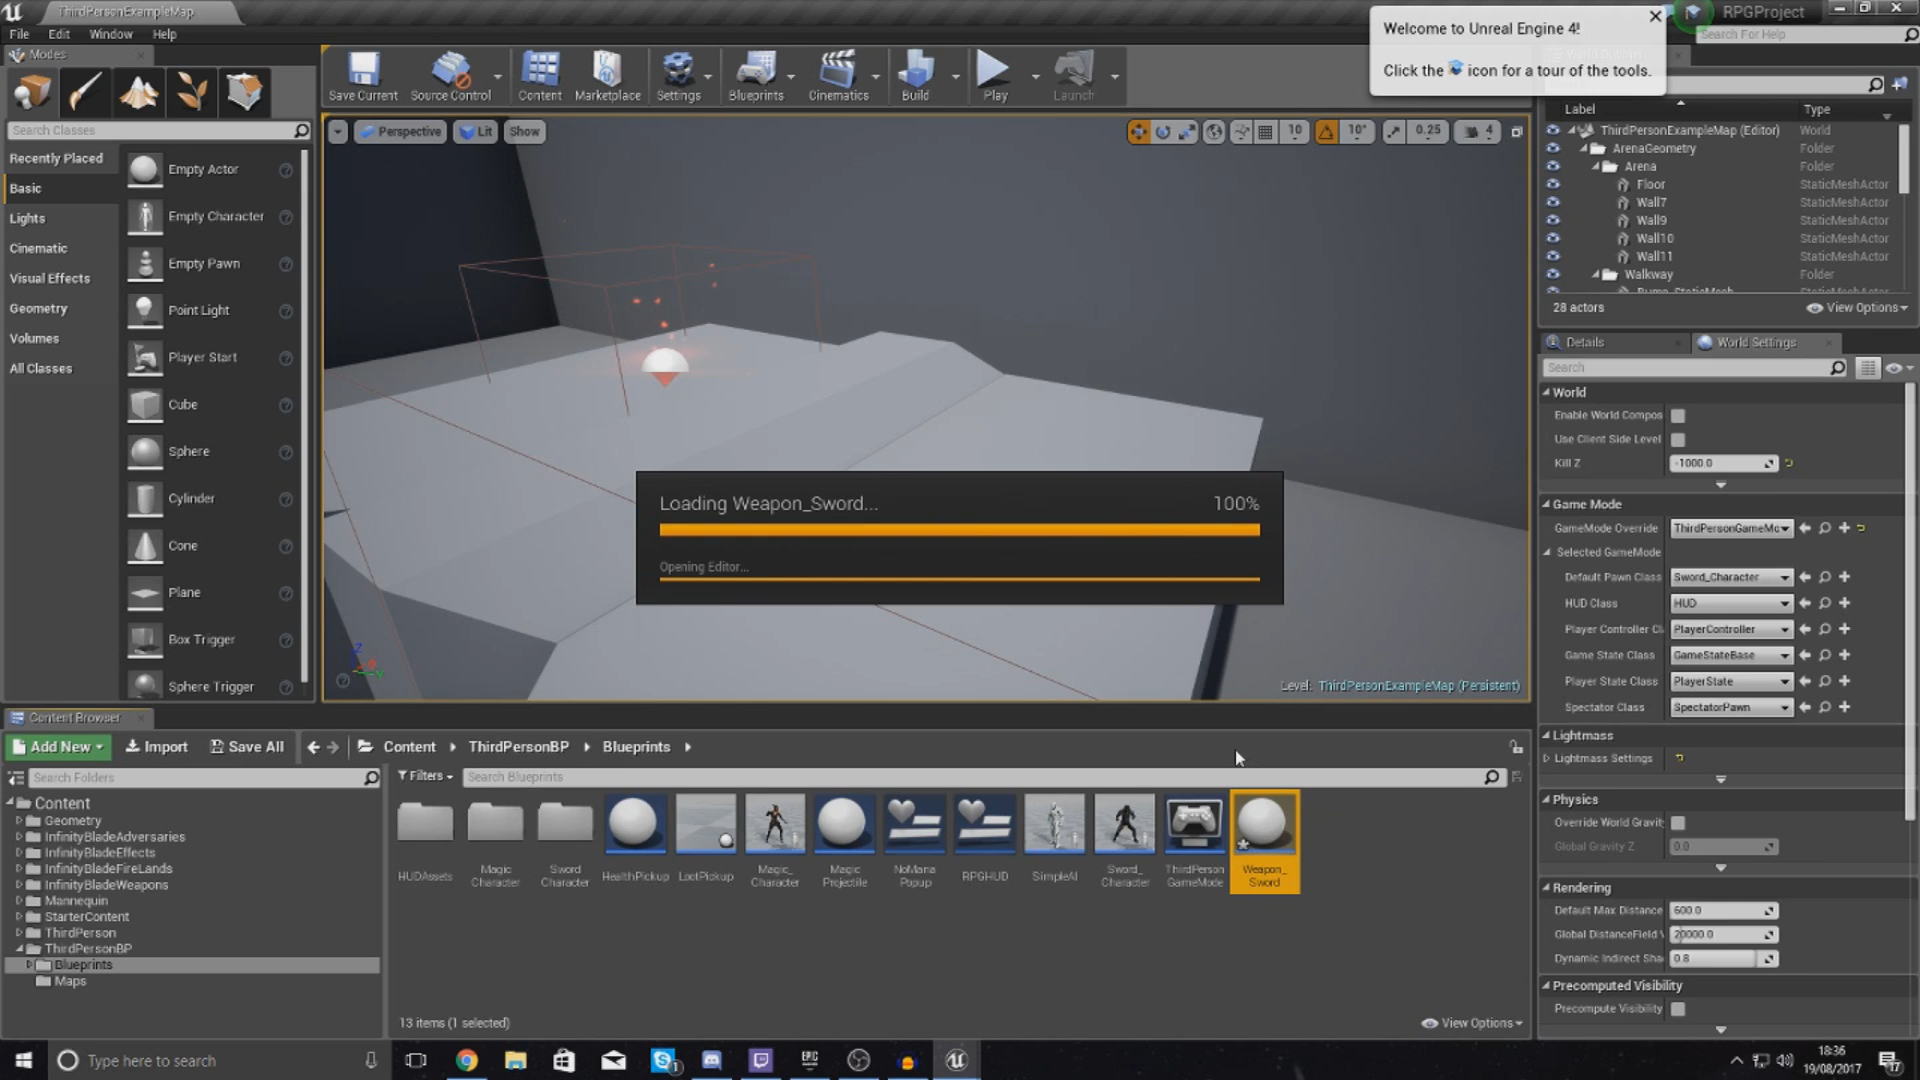 ThirdPersonExampleMap
RPGProject
File Edit Window Help
Search For Help
Welcome to Unreal Engine 4!
Click the icon for a tour of the tools.
Modes
Search Classes
Recently Placed
Basic
Lights
Cinematic
Visual Effects
Geometry
Volumes
All Classes
Empty Actor
Empty Character
Empty Pawn
Point Light
Player Start
Cube
Sphere
Cylinder
Cone
Plane
Box Trigger
Sphere Trigger
Save Current
Source Control
Content
Marketplace
Settings
Blueprints
Cinematics
Build
Play
Launch
Perspective Lit Show
10 10° 0.25 4
Loading Weapon_Sword... 100%
Opening Editor...
Level: ThirdPersonExampleMap (Persistent)
Label Type
ThirdPersonExampleMap (Editor) World
ArenaGeometry Folder
Arena Folder
Floor StaticMeshActor
Wall7 StaticMeshActor
Wall9 StaticMeshActor
Wall10 StaticMeshActor
Wall11 StaticMeshActor
Walkway Folder
28 actors View Options
Details World Settings
Search
World
Enable World Compos
Use Client Side Level
Kill Z -1000.0
Game Mode
GameMode Override ThirdPersonGameMc
Selected GameMode
Default Pawn Class Sword_Character
HUD Class HUD
Player Controller Cl PlayerController
Game State Class GameStateBase
Player State Class PlayerState
Spectator Class SpectatorPawn
Lightmass
Lightmass Settings
Physics
Override World Gravit
Global Gravity Z 0.0
Rendering
Default Max Distance 600.0
Global DistanceField V 20000.0
Dynamic Indirect Sha 0.8
Precomputed Visibility
Precompute Visibility
Content Browser
Add New Import Save All Content ThirdPersonBP Blueprints
Search Folders
Filters Search Blueprints
Content
Geometry
InfinityBladeAdversaries
InfinityBladeEffects
InfinityBladeFireLands
InfinityBladeWeapons
Mannequin
StarterContent
ThirdPerson
ThirdPersonBP
Blueprints
Maps
HUDAssets
Magic Character
Sword Character
HealthPickup
LootPickup
Magic_ Character
Magic Projectile
NoMana Popup
RPGHUD
SimpleAI
Sword_ Character
ThirdPerson GameMode
Weapon_ Sword
13 items (1 selected)
View Options
Type here to search
EPIC
1
18:36
19/08/2017
17